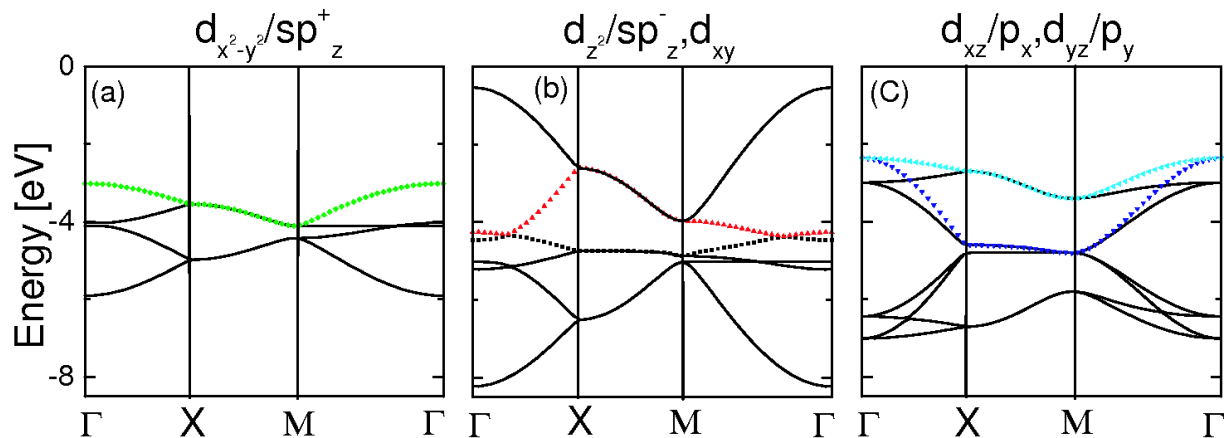 d_{x²-y²}/sp⁺_z
d_{z²}/sp⁻_z,d_{xy}
d_{xz}/p_x,d_{yz}/p_y
Energy [eV]
0
-4
-8
(a)
(b)
(C)
Γ X M Γ
Γ X M Γ
Γ X M Γ